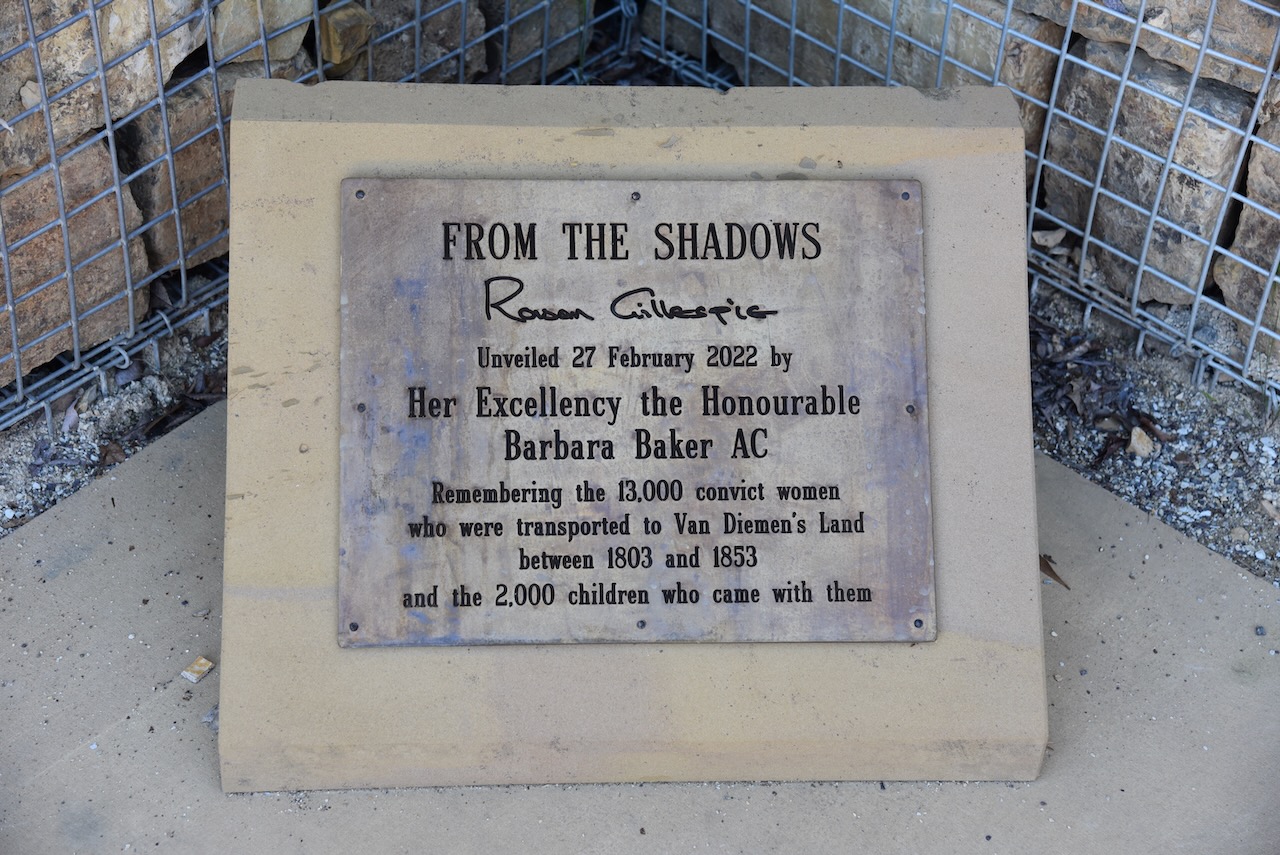 FROM THE SHADOWS
Rowan Gillespie
Unveiled 27 February 2022 by
Her Excellency the Honourable
Barbara Baker AC
Remembering the 13,000 convict women
who were transported to Van Diemen's Land
between 1803 and 1853
and the 2,000 children who came with them